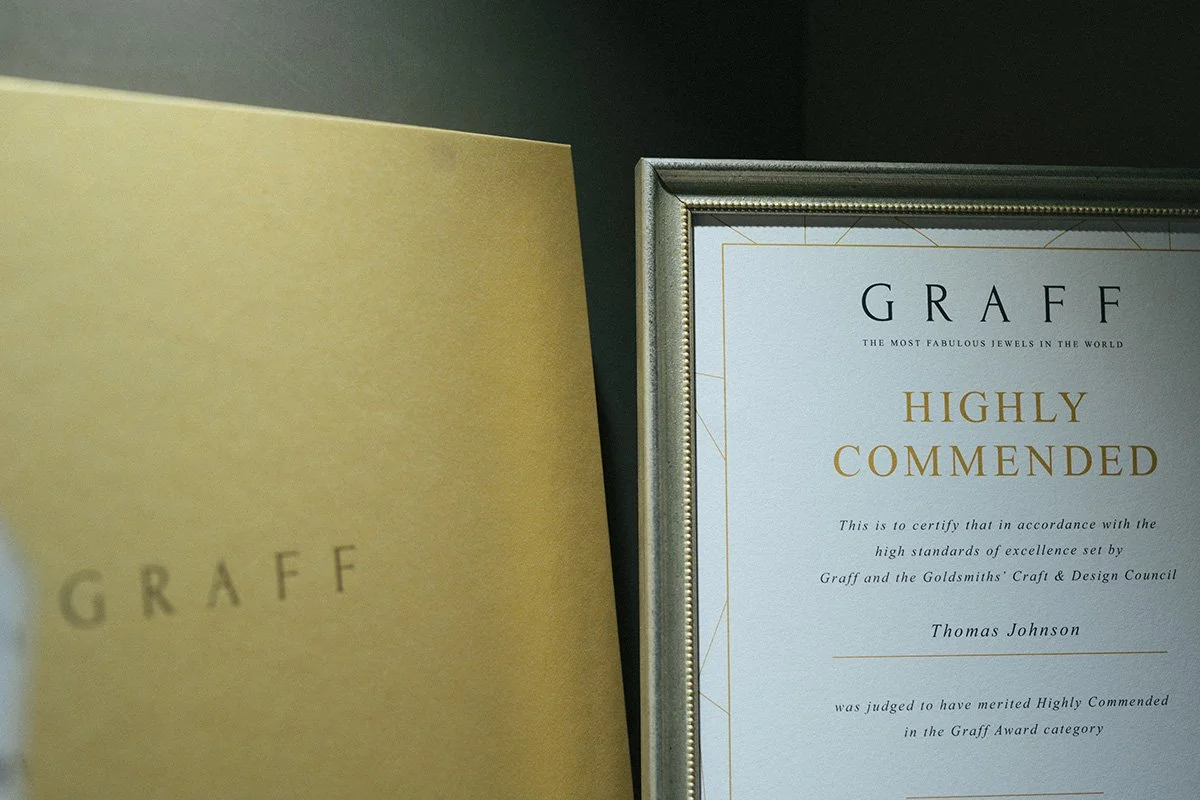 GRAFF
GRAFF
THE MOST FABULOUS JEWELS IN THE WORLD
HIGHLY
COMMENDED
This is to certify that in accordance with the
high standards of excellence set by
Graff and the Goldsmiths' Craft & Design Council
Thomas Johnson
was judged to have merited Highly Commended
in the Graff Award category